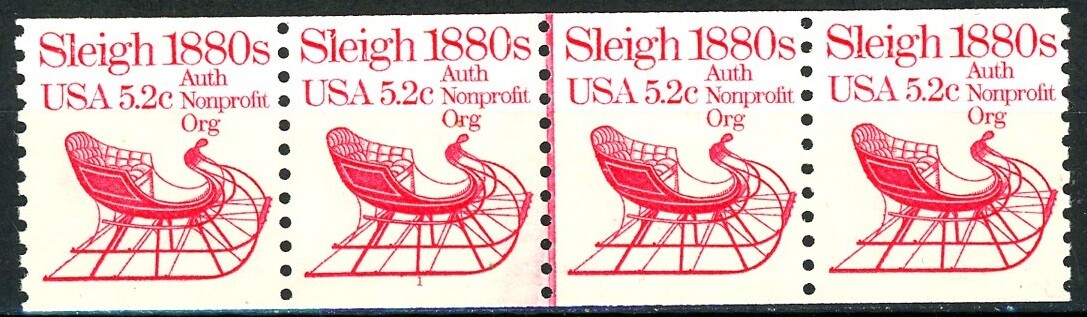 Sleigh 1880s
USA 5.2c Auth
Nonprofit
Org
Sleigh 1880s
USA 5.2c Auth
Nonprofit
Org
1
Sleigh 1880s
USA 5.2c Auth
Nonprofit
Org
Sleigh 1880s
USA 5.2c Auth
Nonprofit
Org